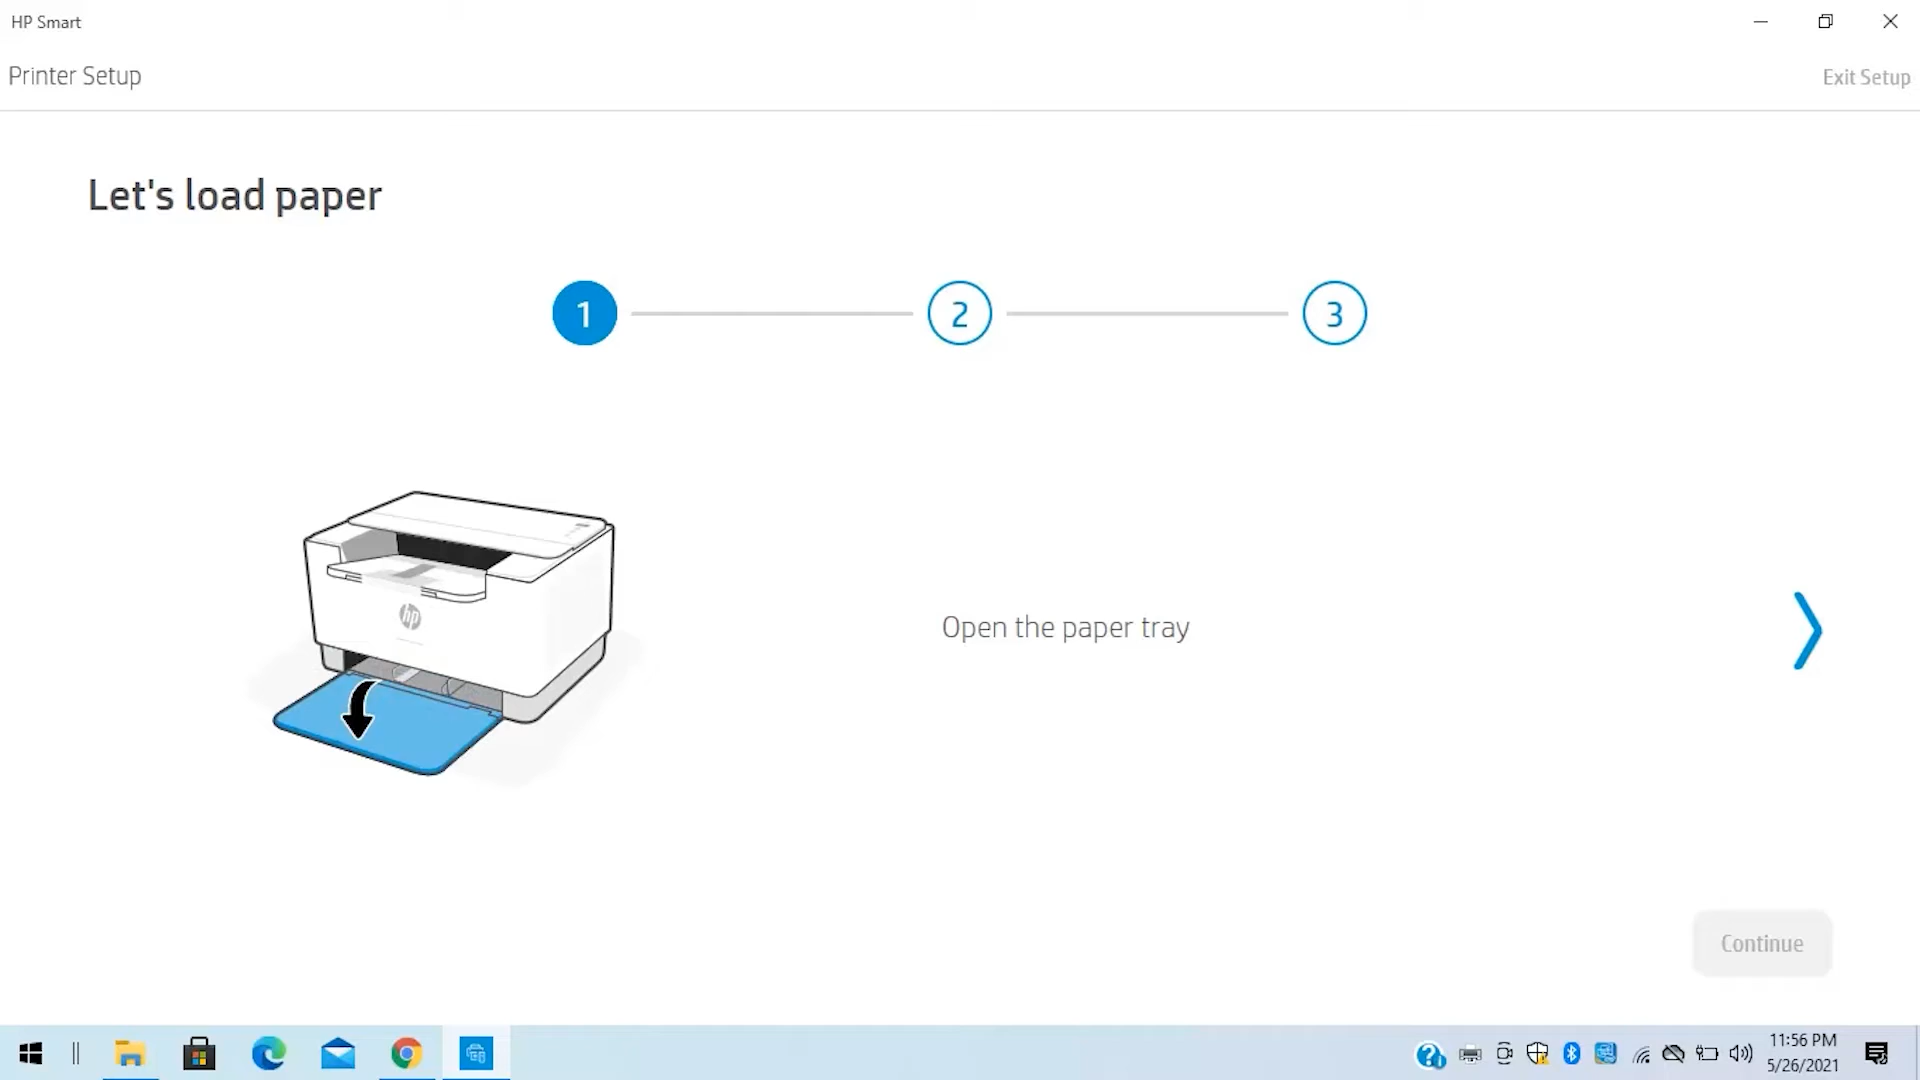 HP Smart
Printer Setup
Exit Setup
Let's load paper
1
2
3
hp
Open the paper tray
Continue
11:56 PM
5/26/2021